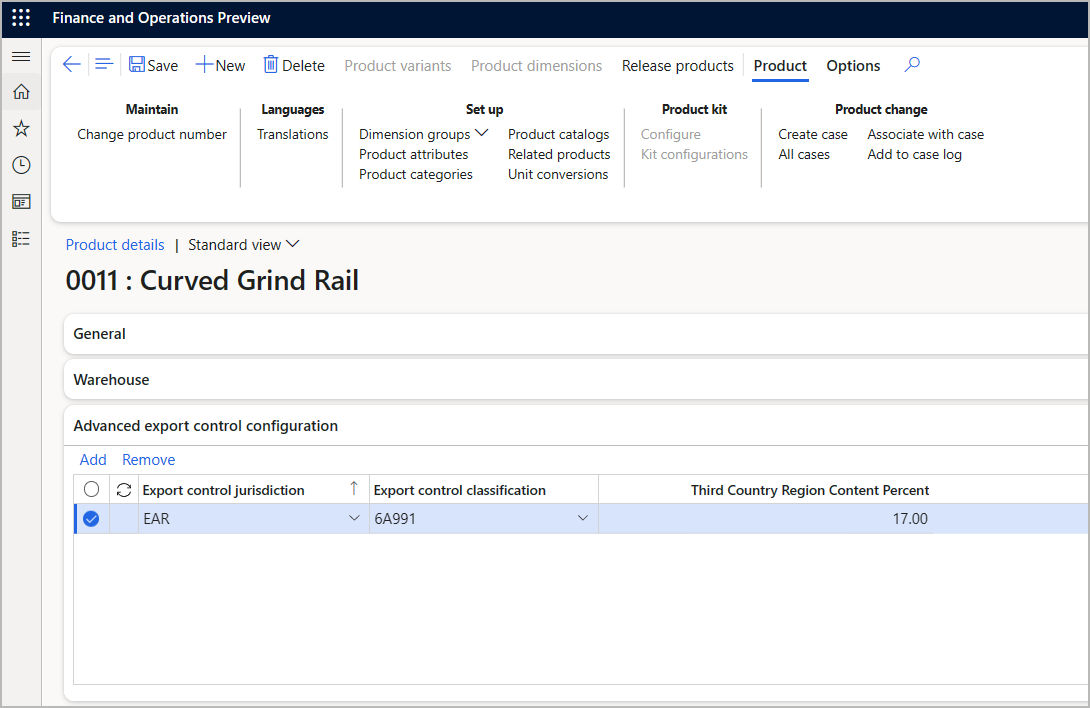 Finance and Operations Preview
Save New Delete Product variants Product dimensions Release products Product Options
Maintain
Change product number
Languages
Translations
Set up
Dimension groups Product catalogs
Product attributes Related products
Product categories Unit conversions
Product kit
Configure
Kit configurations
Product change
Create case Associate with case
All cases Add to case log
Product details | Standard view
0011 : Curved Grind Rail
General
Warehouse
Advanced export control configuration
Add Remove
Export control jurisdiction Export control classification Third Country Region Content Percent
EAR 6A991 17.00